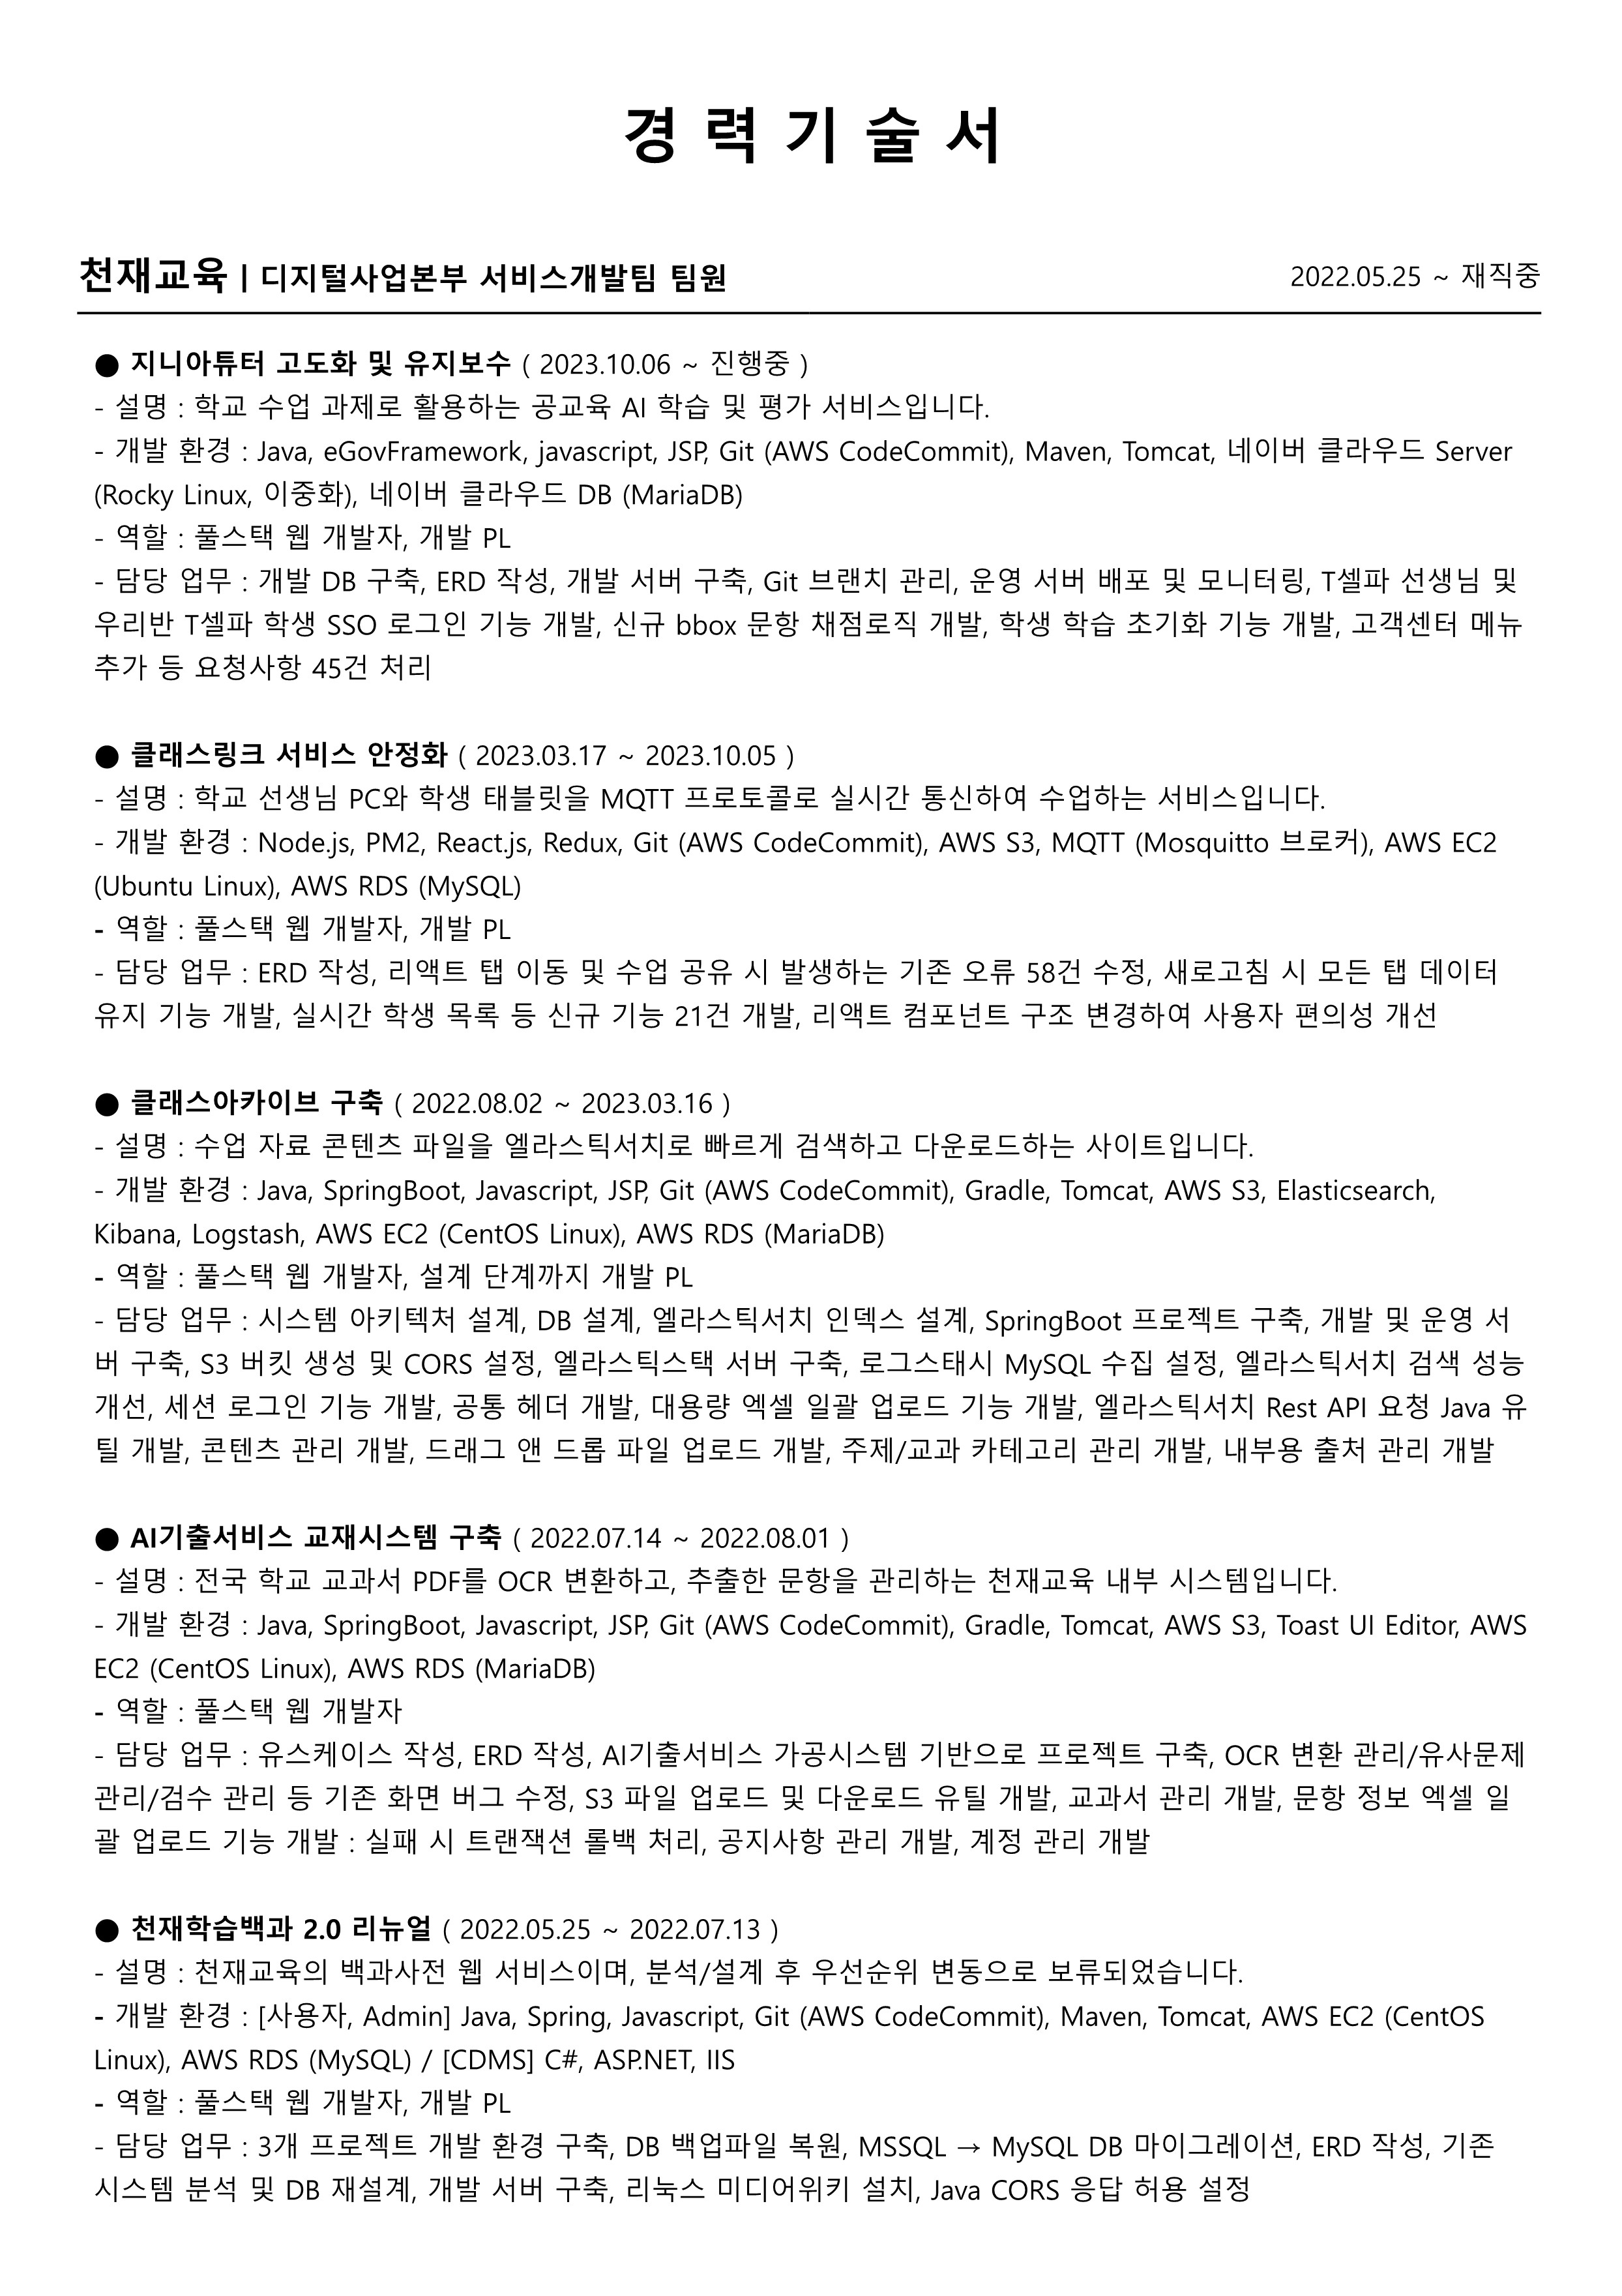 경 력 기 술 서
천재교육 | 디지털사업본부 서비스개발팀 팀원 2022.05.25 ~ 재직중
● 지니아튜터 고도화 및 유지보수 ( 2023.10.06 ~ 진행중 )
- 설명 : 학교 수업 과제로 활용하는 공교육 AI 학습 및 평가 서비스입니다.
- 개발 환경 : Java, eGovFramework, javascript, JSP, Git (AWS CodeCommit), Maven, Tomcat, 네이버 클라우드 Server
(Rocky Linux, 이중화), 네이버 클라우드 DB (MariaDB)
- 역할 : 풀스택 웹 개발자, 개발 PL
- 담당 업무 : 개발 DB 구축, ERD 작성, 개발 서버 구축, Git 브랜치 관리, 운영 서버 배포 및 모니터링, T셀파 선생님 및
우리반 T셀파 학생 SSO 로그인 기능 개발, 신규 bbox 문항 채점로직 개발, 학생 학습 초기화 기능 개발, 고객센터 메뉴
추가 등 요청사항 45건 처리
● 클래스링크 서비스 안정화 ( 2023.03.17 ~ 2023.10.05 )
- 설명 : 학교 선생님 PC와 학생 태블릿을 MQTT 프로토콜로 실시간 통신하여 수업하는 서비스입니다.
- 개발 환경 : Node.js, PM2, React.js, Redux, Git (AWS CodeCommit), AWS S3, MQTT (Mosquitto 브로커), AWS EC2
(Ubuntu Linux), AWS RDS (MySQL)
- 역할 : 풀스택 웹 개발자, 개발 PL
- 담당 업무 : ERD 작성, 리액트 탭 이동 및 수업 공유 시 발생하는 기존 오류 58건 수정, 새로고침 시 모든 탭 데이터
유지 기능 개발, 실시간 학생 목록 등 신규 기능 21건 개발, 리액트 컴포넌트 구조 변경하여 사용자 편의성 개선
● 클래스아카이브 구축 ( 2022.08.02 ~ 2023.03.16 )
- 설명 : 수업 자료 콘텐츠 파일을 엘라스틱서치로 빠르게 검색하고 다운로드하는 사이트입니다.
- 개발 환경 : Java, SpringBoot, Javascript, JSP, Git (AWS CodeCommit), Gradle, Tomcat, AWS S3, Elasticsearch,
Kibana, Logstash, AWS EC2 (CentOS Linux), AWS RDS (MariaDB)
- 역할 : 풀스택 웹 개발자, 설계 단계까지 개발 PL
- 담당 업무 : 시스템 아키텍처 설계, DB 설계, 엘라스틱서치 인덱스 설계, SpringBoot 프로젝트 구축, 개발 및 운영 서
버 구축, S3 버킷 생성 및 CORS 설정, 엘라스틱스택 서버 구축, 로그스태시 MySQL 수집 설정, 엘라스틱서치 검색 성능
개선, 세션 로그인 기능 개발, 공통 헤더 개발, 대용량 엑셀 일괄 업로드 기능 개발, 엘라스틱서치 Rest API 요청 Java 유
틸 개발, 콘텐츠 관리 개발, 드래그 앤 드롭 파일 업로드 개발, 주제/교과 카테고리 관리 개발, 내부용 출처 관리 개발
● AI기출서비스 교재시스템 구축 ( 2022.07.14 ~ 2022.08.01 )
- 설명 : 전국 학교 교과서 PDF를 OCR 변환하고, 추출한 문항을 관리하는 천재교육 내부 시스템입니다.
- 개발 환경 : Java, SpringBoot, Javascript, JSP, Git (AWS CodeCommit), Gradle, Tomcat, AWS S3, Toast UI Editor, AWS
EC2 (CentOS Linux), AWS RDS (MariaDB)
- 역할 : 풀스택 웹 개발자
- 담당 업무 : 유스케이스 작성, ERD 작성, AI기출서비스 가공시스템 기반으로 프로젝트 구축, OCR 변환 관리/유사문제
관리/검수 관리 등 기존 화면 버그 수정, S3 파일 업로드 및 다운로드 유틸 개발, 교과서 관리 개발, 문항 정보 엑셀 일
괄 업로드 기능 개발 : 실패 시 트랜잭션 롤백 처리, 공지사항 관리 개발, 계정 관리 개발
● 천재학습백과 2.0 리뉴얼 ( 2022.05.25 ~ 2022.07.13 )
- 설명 : 천재교육의 백과사전 웹 서비스이며, 분석/설계 후 우선순위 변동으로 보류되었습니다.
- 개발 환경 : [사용자, Admin] Java, Spring, Javascript, Git (AWS CodeCommit), Maven, Tomcat, AWS EC2 (CentOS
Linux), AWS RDS (MySQL) / [CDMS] C#, ASP.NET, IIS
- 역할 : 풀스택 웹 개발자, 개발 PL
- 담당 업무 : 3개 프로젝트 개발 환경 구축, DB 백업파일 복원, MSSQL → MySQL DB 마이그레이션, ERD 작성, 기존
시스템 분석 및 DB 재설계, 개발 서버 구축, 리눅스 미디어위키 설치, Java CORS 응답 허용 설정